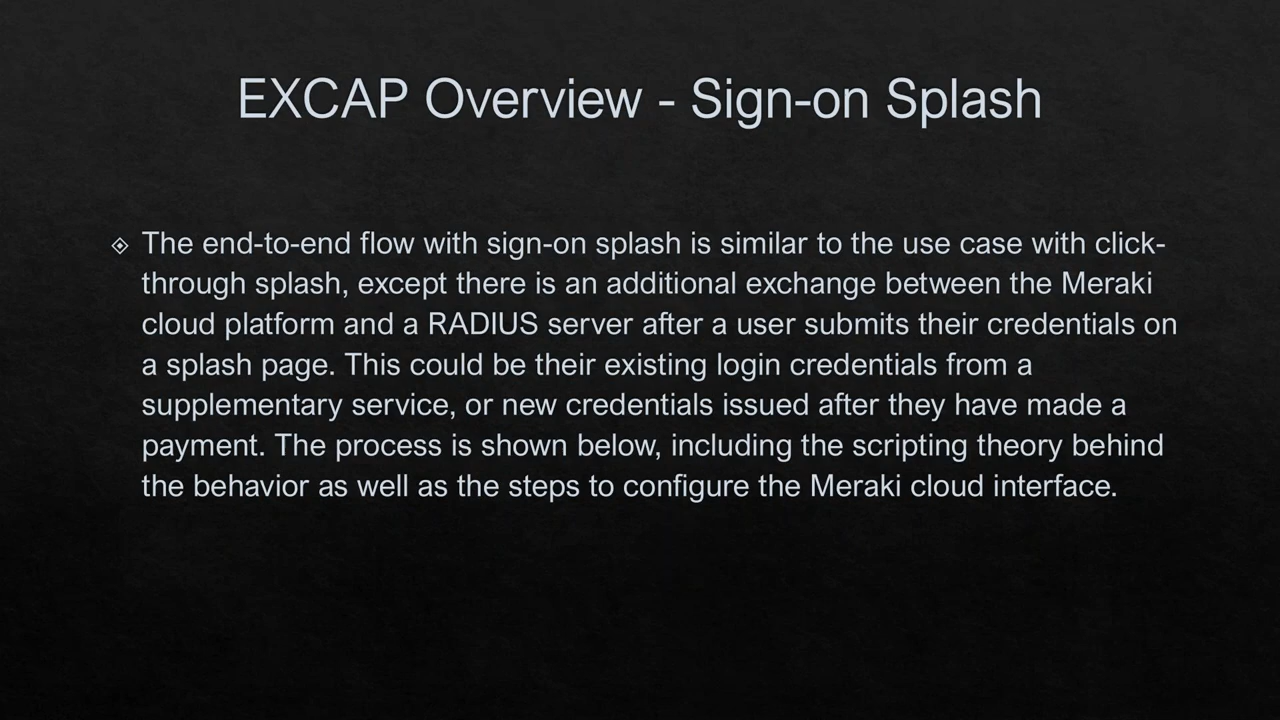 EXCAP Overview - Sign-on Splash
The end-to-end flow with sign-on splash is similar to the use case with click-
through splash, except there is an additional exchange between the Meraki
cloud platform and a RADIUS server after a user submits their credentials on
a splash page. This could be their existing login credentials from a
supplementary service, or new credentials issued after they have made a
payment. The process is shown below, including the scripting theory behind
the behavior as well as the steps to configure the Meraki cloud interface.